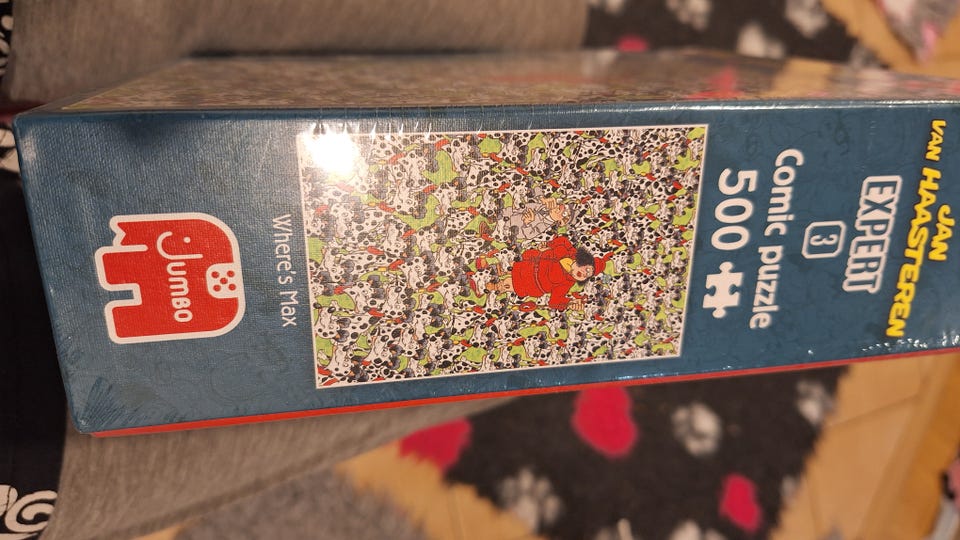 JAN
VAN HAASTEREN
EXPERT
3
Comic puzzle
500
Where's Max
Jumbo